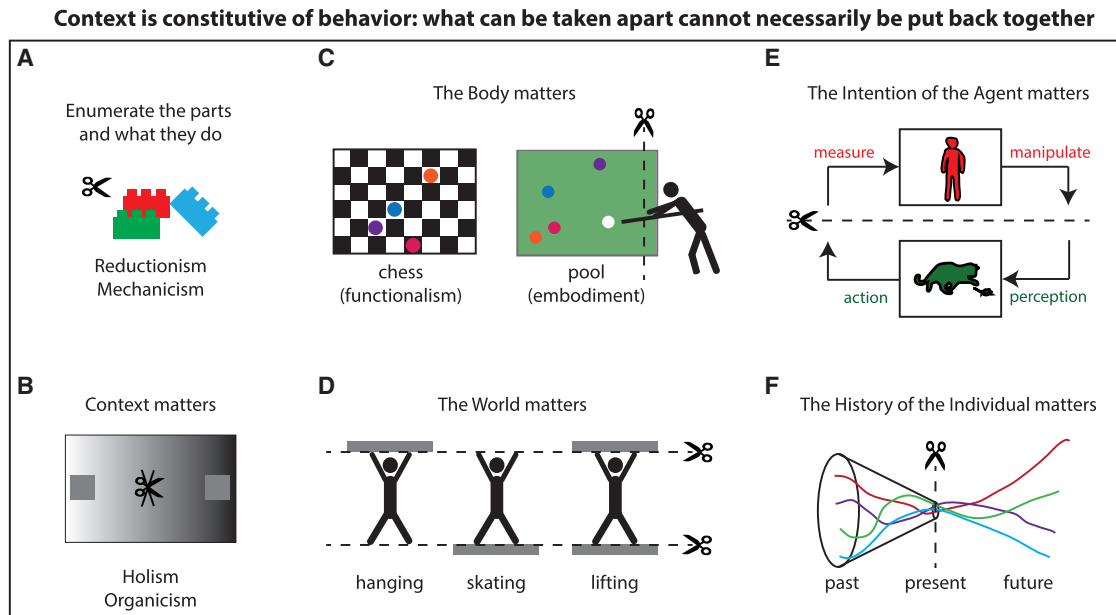 Context is constitutive of behavior: what can be taken apart cannot necessarily be put back together
A
Enumerate the parts
and what they do
Reductionism
Mechanicism
B
Context matters
Holism
Organicism
C
The Body matters
chess
(functionalism)
pool
(embodiment)
D
The World matters
hanging
skating
lifting
E
The Intention of the Agent matters
measure
manipulate
action
perception
F
The History of the Individual matters
past
present
future